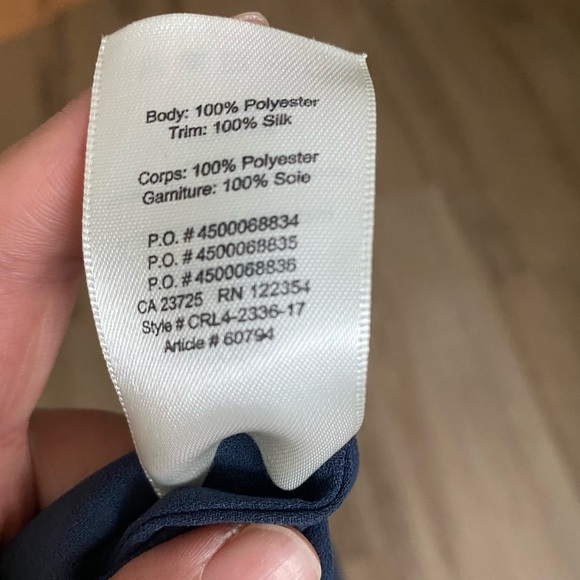 Body: 100% Polyester
Trim: 100% Silk
Corps: 100% Polyester
Garniture: 100% Soie
P.O. # 4500068834
P.O. # 4500068835
P.O. # 4500068836
CA 23725 RN 122354
Style # CRL4-2336-17
Article # 60794